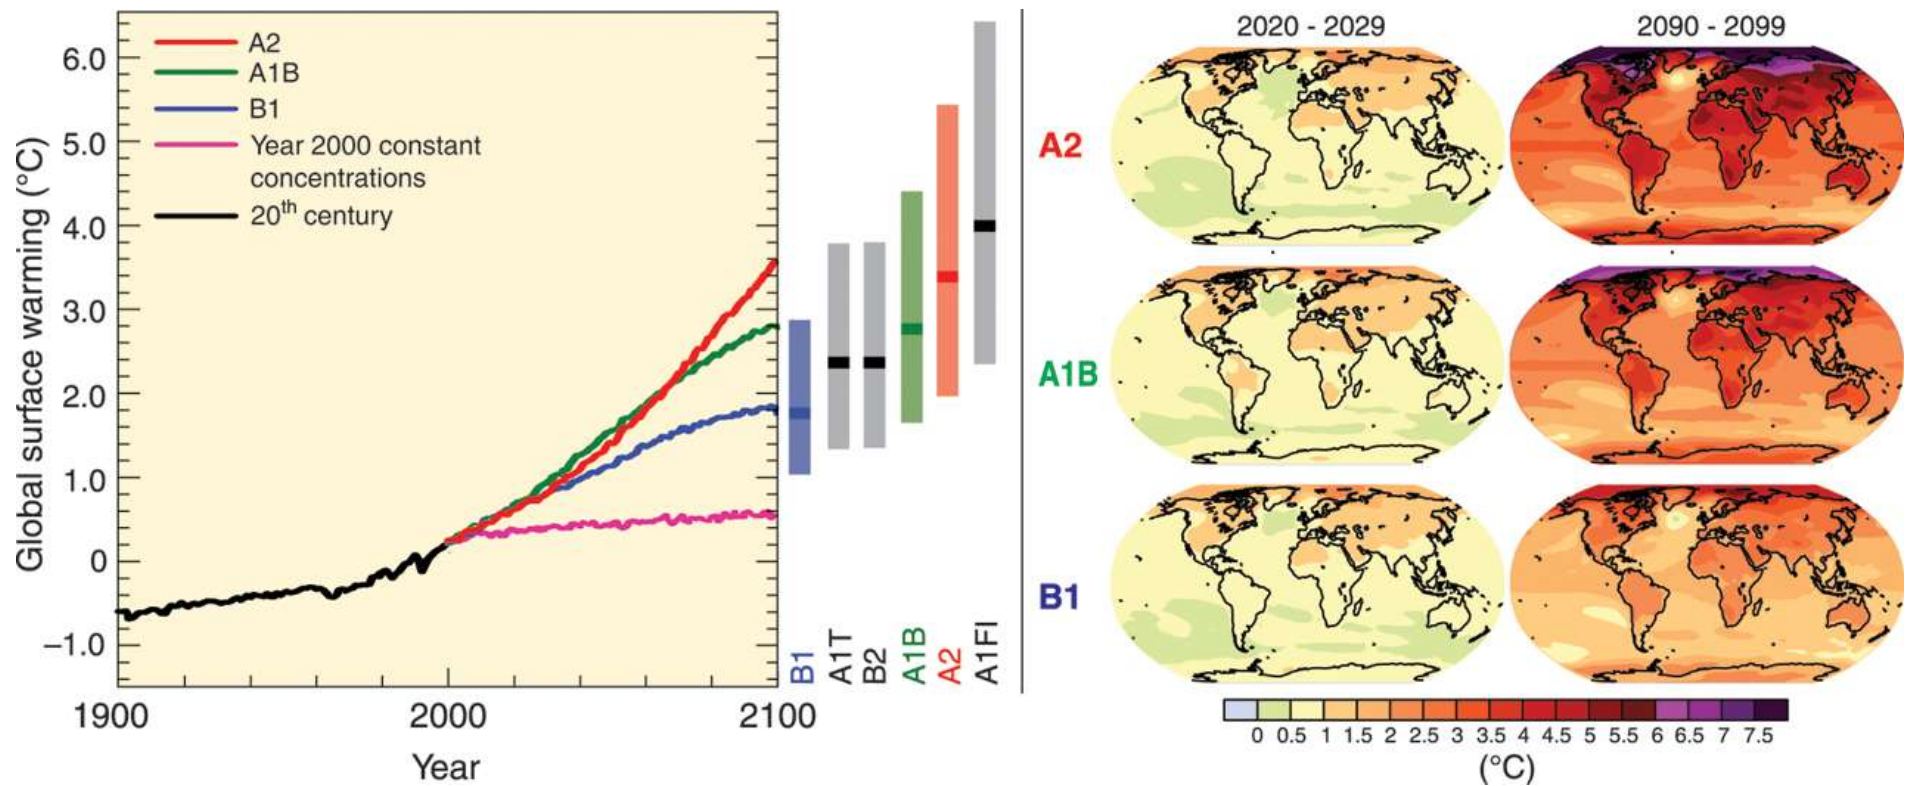 Global surface warming (°C)
6.0
5.0
4.0
3.0
2.0
1.0
0
–1.0
A2
A1B
B1
Year 2000 constant
concentrations
20th century
1900
2000
2100
Year
B1
A1T
B2
A1B
A2
A1FI
2020 - 2029
2090 - 2099
A2
A1B
B1
0 0.5 1 1.5 2 2.5 3 3.5 4 4.5 5 5.5 6 6.5 7 7.5
(°C)